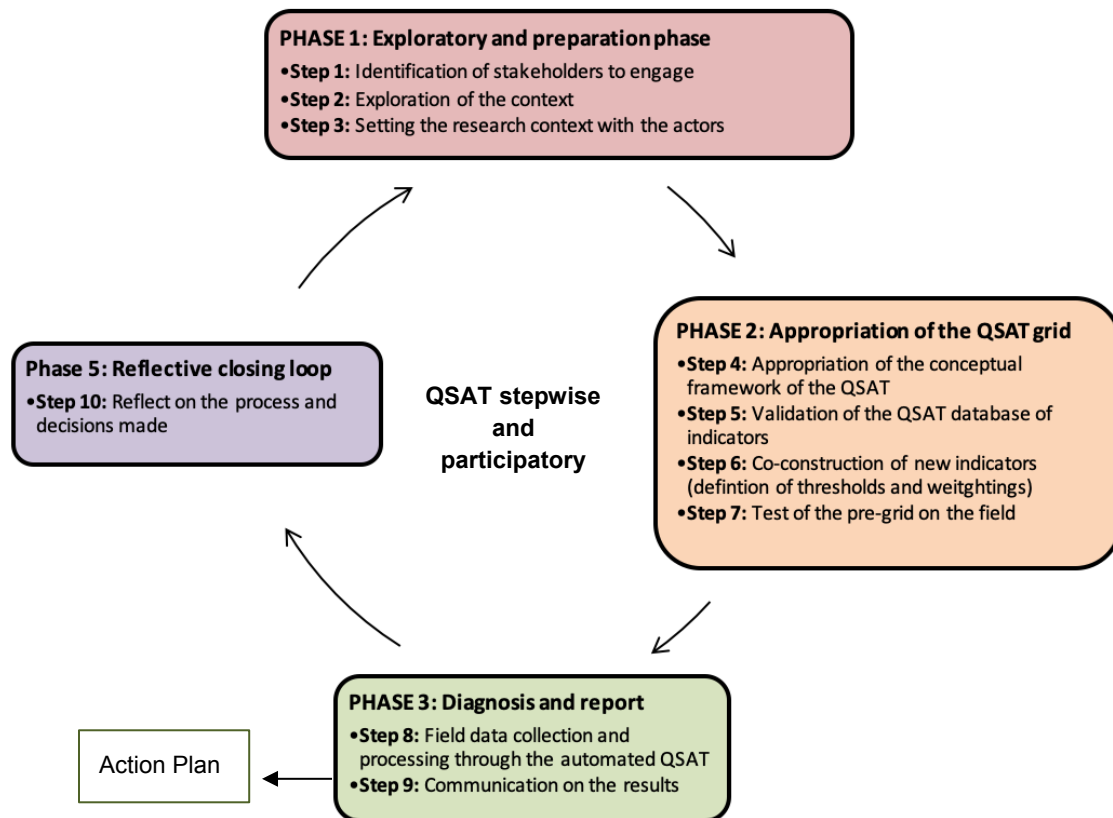 PHASE 1: Exploratory and preparation phase
•Step 1: Identification of stakeholders to engage
•Step 2: Exploration of the context
•Step 3: Setting the research context with the actors
PHASE 2: Appropriation of the QSAT grid
•Step 4: Appropriation of the conceptual
framework of the QSAT
•Step 5: Validation of the QSAT database of
indicators
•Step 6: Co-construction of new indicators
(defintion of thresholds and weitghtings)
•Step 7: Test of the pre-grid on the field
Phase 5: Reflective closing loop
•Step 10: Reflect on the process and
decisions made
QSAT stepwise
and
participatory
PHASE 3: Diagnosis and report
•Step 8: Field data collection and
processing through the automated QSAT
•Step 9: Communication on the results
Action Plan